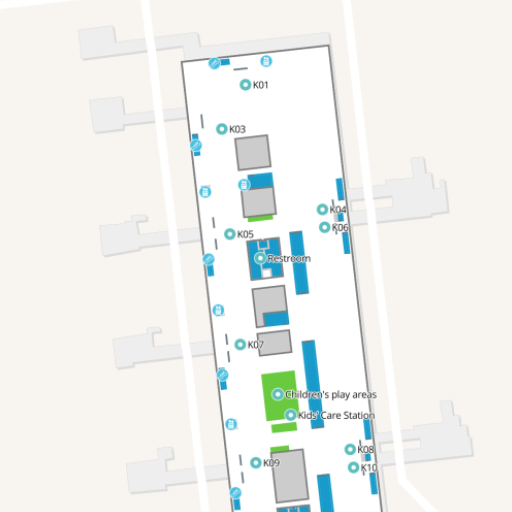 K01
K03
K04
K06
K05
Restroom
K07
Children's play areas
Kids' Care Station
K08
K09
K10